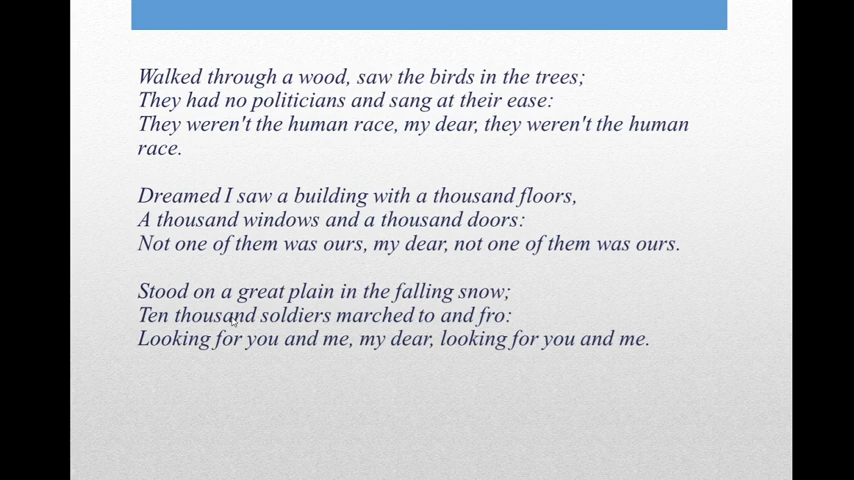 Walked through a wood, saw the birds in the trees;
They had no politicians and sang at their ease:
They weren't the human race, my dear, they weren't the human
race.
Dreamed I saw a building with a thousand floors,
A thousand windows and a thousand doors:
Not one of them was ours, my dear, not one of them was ours.
Stood on a great plain in the falling snow;
Ten thousand soldiers marched to and fro:
Looking for you and me, my dear, looking for you and me.